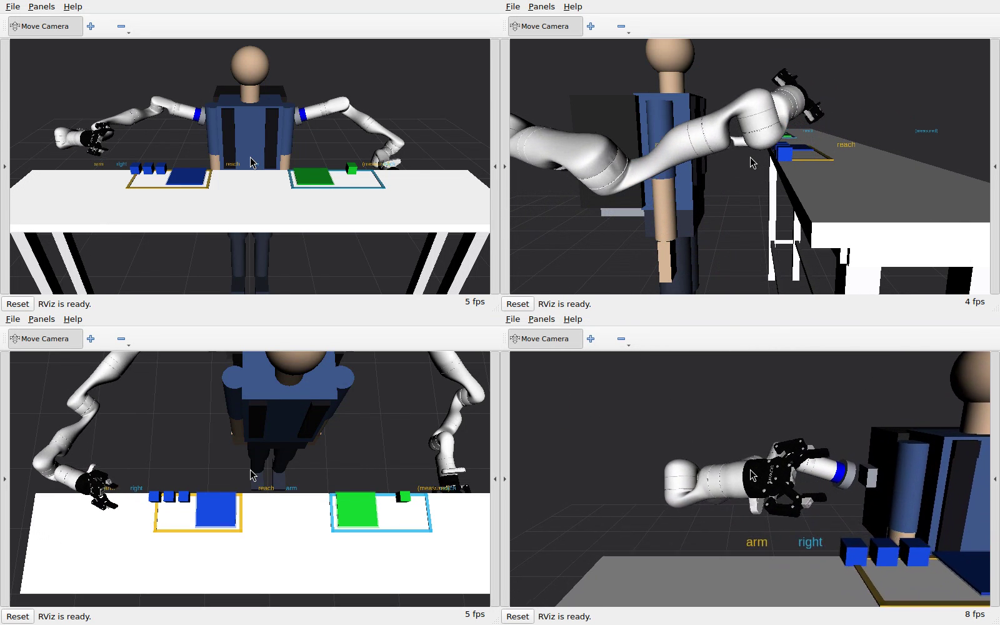 File Panels Help
Move Camera
arm right reach
Reset RViz is ready. 5 fps
File Panels Help
Move Camera
reach (measured)
reach
Reset RViz is ready. 4 fps
File Panels Help
Move Camera
arm right reach arm
Reset RViz is ready. 5 fps
File Panels Help
Move Camera
arm right
Reset RViz is ready. 8 fps